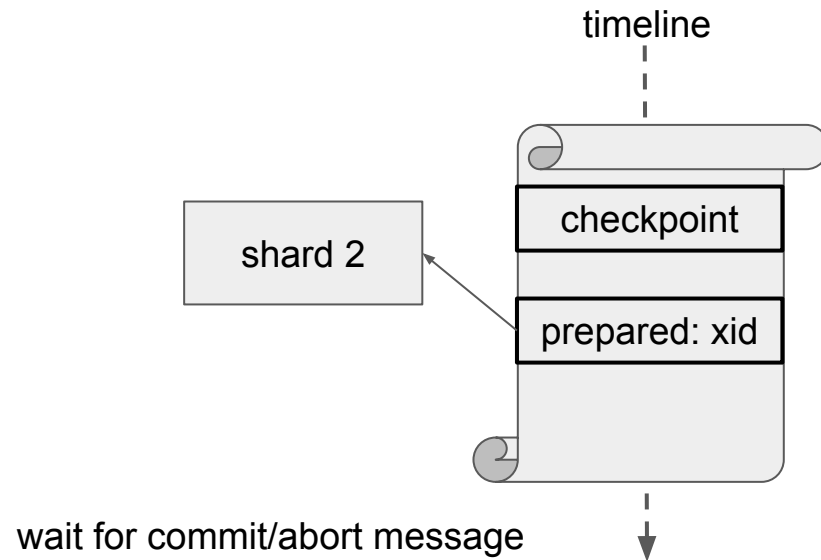 timeline
checkpoint
shard 2
prepared: xid
wait for commit/abort message